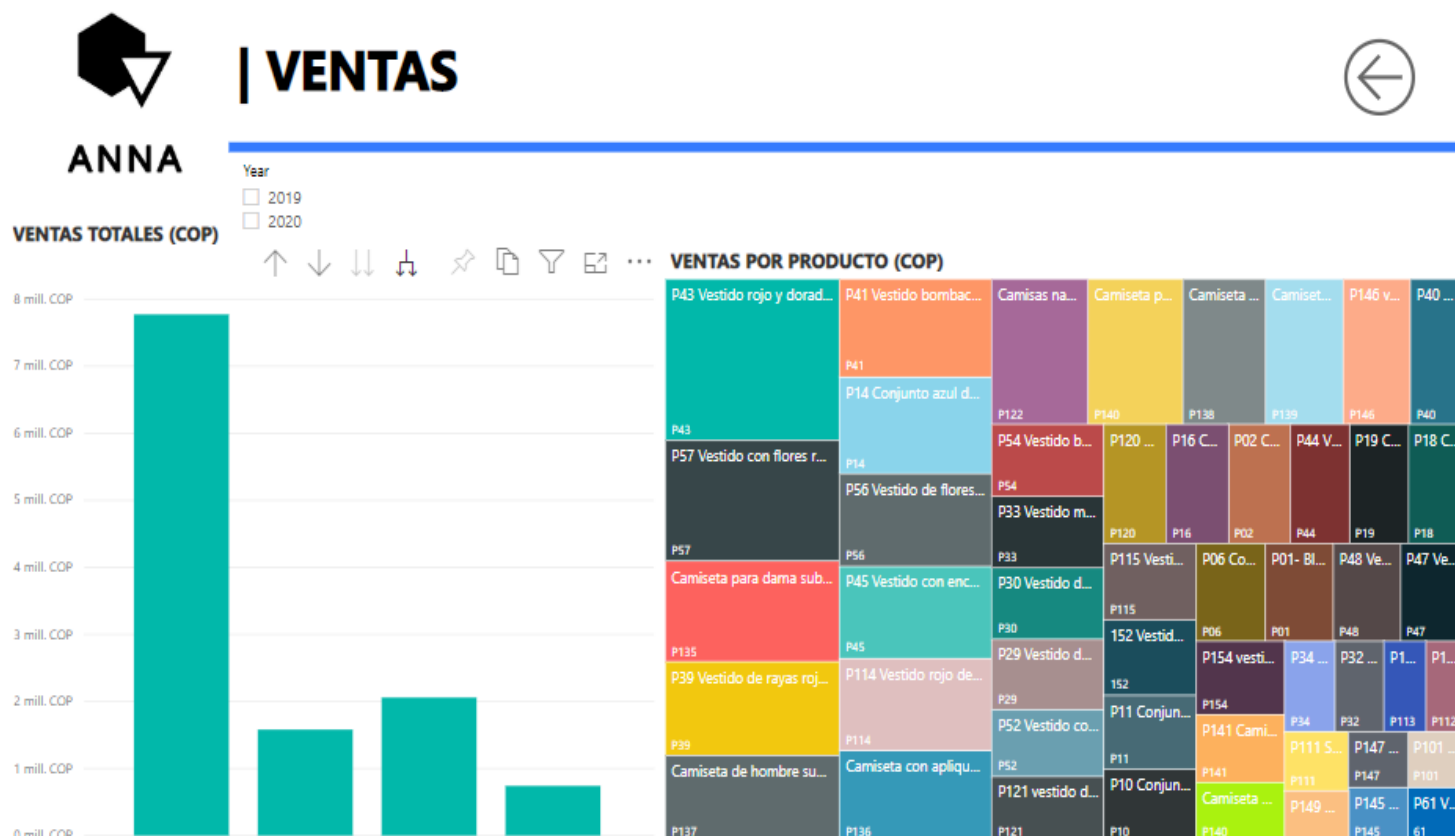 | VENTAS
ANNA
Year
2019
2020
VENTAS TOTALES (COP)
8 mill. COP
7 mill. COP
6 mill. COP
5 mill. COP
4 mill. COP
3 mill. COP
2 mill. COP
1 mill. COP
0 mill. COP
VENTAS POR PRODUCTO (COP)
P43 Vestido rojo y dorad...
P43
P57 Vestido con flores r...
P57
Camiseta para dama sub...
P135
P39 Vestido de rayas roj...
P39
Camiseta de hombre su...
P137
P41 Vestido bombac...
P41
P14 Conjunto azul d...
P14
P56 Vestido de flores...
P56
P45 Vestido con enc...
P45
P114 Vestido rojo de...
P114
Camiseta con apliqu...
P136
Camisas na...
P122
Camiseta p...
P140
Camiseta ...
P138
Camiset...
P139
P146 v...
P146
P40 ...
P40
P54 Vestido b...
P54
P33 Vestido m...
P33
P30 Vestido d...
P30
P29 Vestido d...
P29
P52 Vestido co...
P52
P121 vestido d...
P121
P120 ...
P120
P16 C...
P16
P02 C...
P02
P44 V...
P44
P19 C...
P19
P18 C...
P18
P115 Vesti...
P115
152 Vestid...
152
P11 Conjun...
P11
P10 Conjun...
P10
P06 Co...
P06
P01- Bl...
P01
P48 Ve...
P48
P47 Ve...
P47
P154 vesti...
P154
P141 Cami...
P141
Camiseta ...
P140
P34 ...
P34
P32 ...
P32
P1...
P113
P1...
P112
P111 S...
P111
P147 ...
P147
P101 ...
P101
P149 ...
P145 ...
P145
P61 V...
61